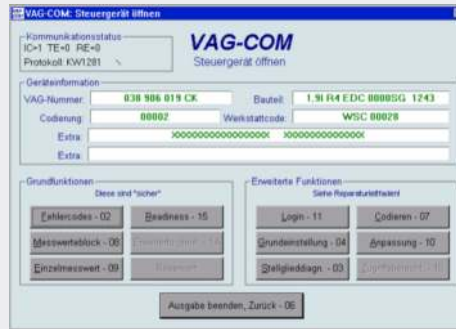 VAG-COM: Steuergerät öffnen
Kommunikationsstatus
IC=1 TE=0 RE=0
Protokoll: KW1281
VAG-COM
Steuergerät öffnen
Geräteinformation
VAG-Nummer: 038 906 019 CK Bauteil: 1,9l R4 EDC 0000SG 1243
Codierung: 00002 Werkstattcode: WSC 00028
Extra:
Extra:
Grundfunktionen
Diese sind "sicher"
Fehlercodes - 02 Readiness - 15
Messwerteblock - 08
Einzelmesswert - 09
Erweiterte Funktionen
Siehe Reparaturleitfaden!
Login - 11 Codieren - 07
Grundeinstellung - 04 Anpassung - 10
Stellglieddiagn. - 03
Ausgabe beenden, Zurück - 06